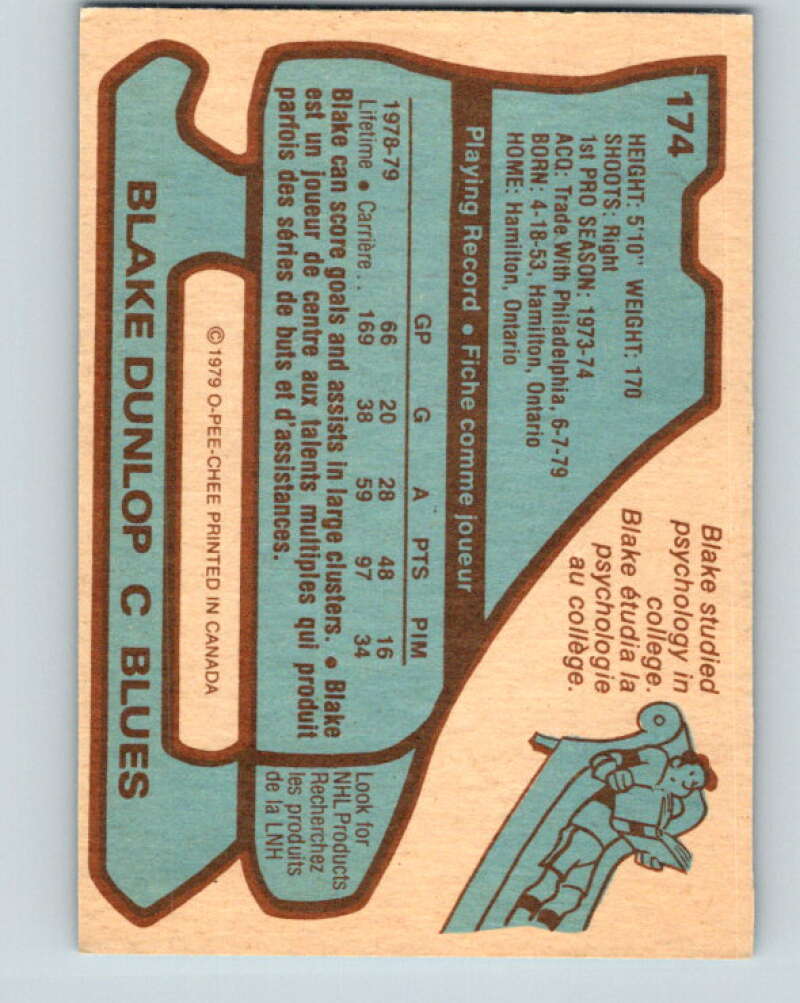 174
HEIGHT: 5'10" WEIGHT: 170
SHOOTS: Right
1st PRO SEASON: 1973-74
ACQ: Trade With Philadelphia, 6-7-79
BORN: 4-18-53, Hamilton, Ontario
HOME: Hamilton, Ontario
Blake studied
psychology in
college.
Blake étudia la
psychologie
au collège.
Playing Record • Fiche comme joueur
GP G A PTS PIM
1978-79 66 20 28 48 16
Lifetime • Carrière . . 169 38 59 97 34
Blake can score goals and assists in large clusters. • Blake
est un joueur de centre aux talents multiples qui produit
parfois des séries de buts et d'assistances.
Look for
NHL Products
Recherchez
les produits
de la LNH
© 1979 O-PEE-CHEE PRINTED IN CANADA
BLAKE DUNLOP C BLUES